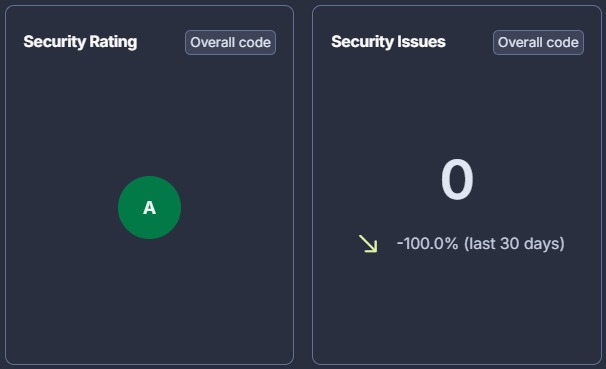 Security Rating
Overall code
A
Security Issues
Overall code
0
-100.0% (last 30 days)